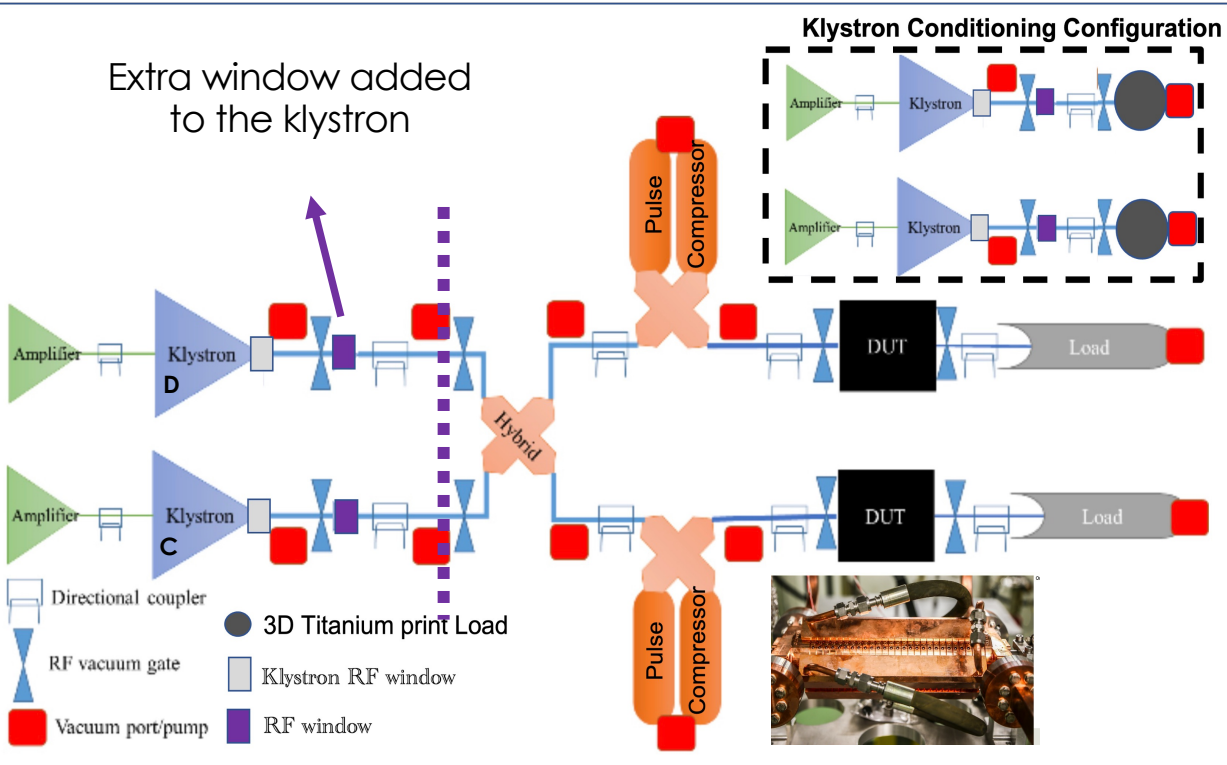 Klystron Conditioning Configuration
Extra window added
to the klystron
Amplifier
Klystron
Amplifier
Klystron
Pulse
Compressor
Amplifier
Klystron
D
DUT
Load
Hybrid
Amplifier
Klystron
C
DUT
Load
Pulse
Compressor
Directional coupler
RF vacuum gate
Vacuum port/pump
3D Titanium print Load
Klystron RF window
RF window